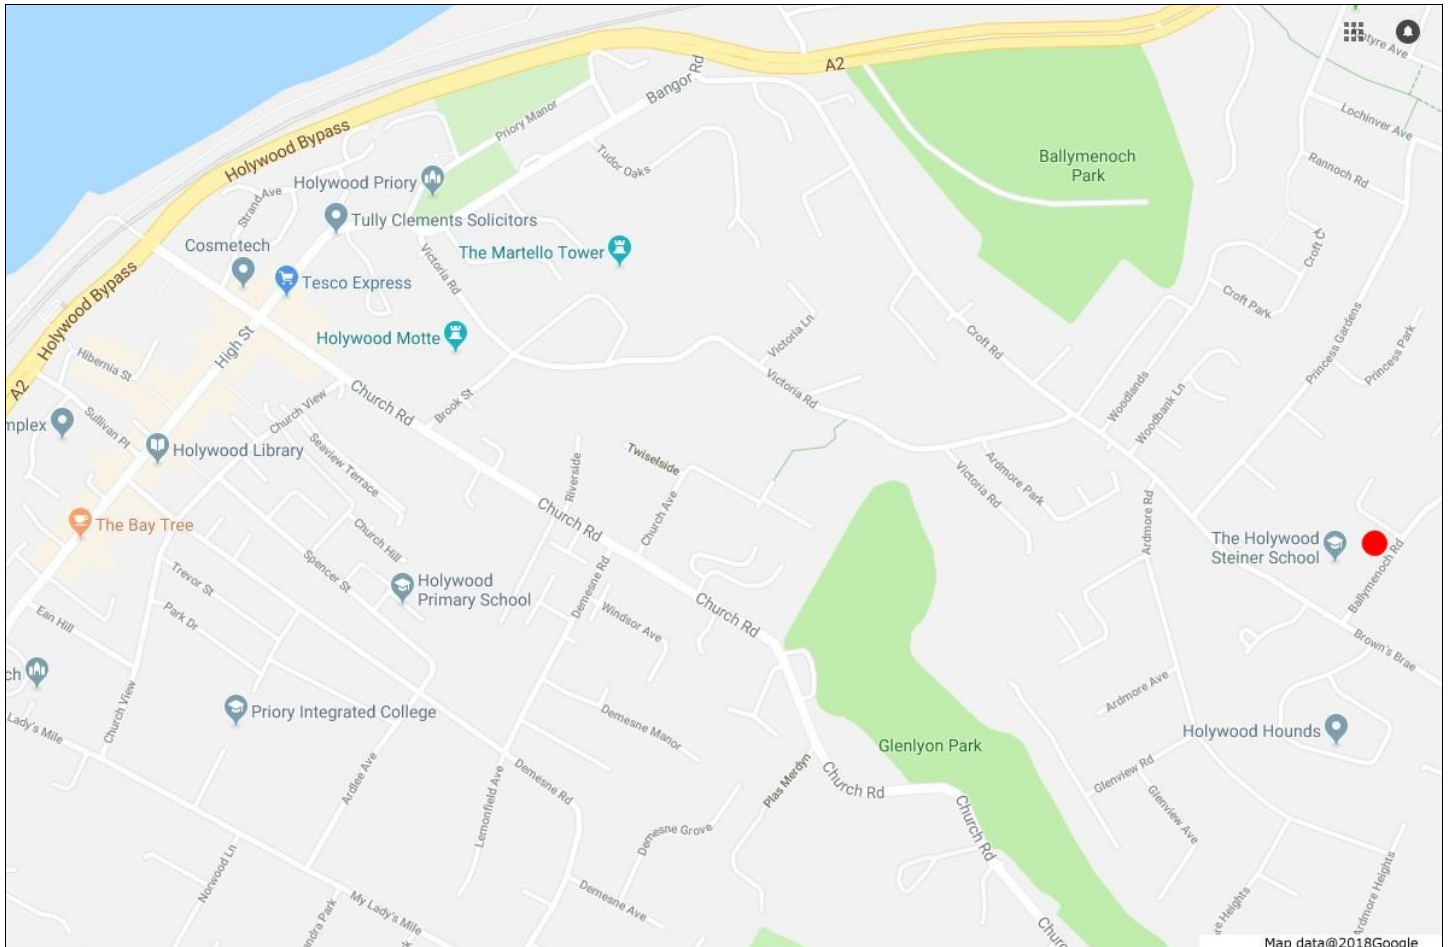 A2
Bangor Rd
Priory Manor
Holywood Bypass
Tudor Oaks
Ballymenoch
Park
Lochinver Ave
Rannoch Rd
Holywood Priory
Strand Ave
Tully Clements Solicitors
Cosmetech
The Martello Tower
Victoria Rd
Croft Park
Tesco Express
Holywood Bypass
Princess Gardens
Princess Park
Holywood Motte
High St
Victoria Ln
Croft Rd
Hibernia St
A2
Church Rd
Victoria Rd
Woodlands
Woodbank Ln
Brook St
Church View
Sullivan Pl
mplex
Holywood Library
Seaview Terrace
Twiselside
Riverside
Victoria Rd
Ardmore Park
Church Rd
Church Ave
Ardmore Rd
The Bay Tree
Church Hill
The Holywood
Steiner School
Ballymenoch Rd
Spencer St
Trevor St
Holywood
Primary School
Demesne Rd
Windsor Ave
Church Rd
Park Dr
Ean Hill
Brown's Brae
ch
Church View
Lady's Mile
Priory Integrated College
Demesne Manor
Ardmore Ave
Holywood Hounds
Glenlyon Park
Ardlee Ave
Lemonfield Ave
Demesne Rd
Plas Merdyn
Church Rd
Glenview Rd
Glenview Ave
Demesne Grove
Church Rd
Norwood Ln
My Lady's Mile
Demesne Ave
ndra Park
re Heights
Ardmore Heights
Map data@2018Google